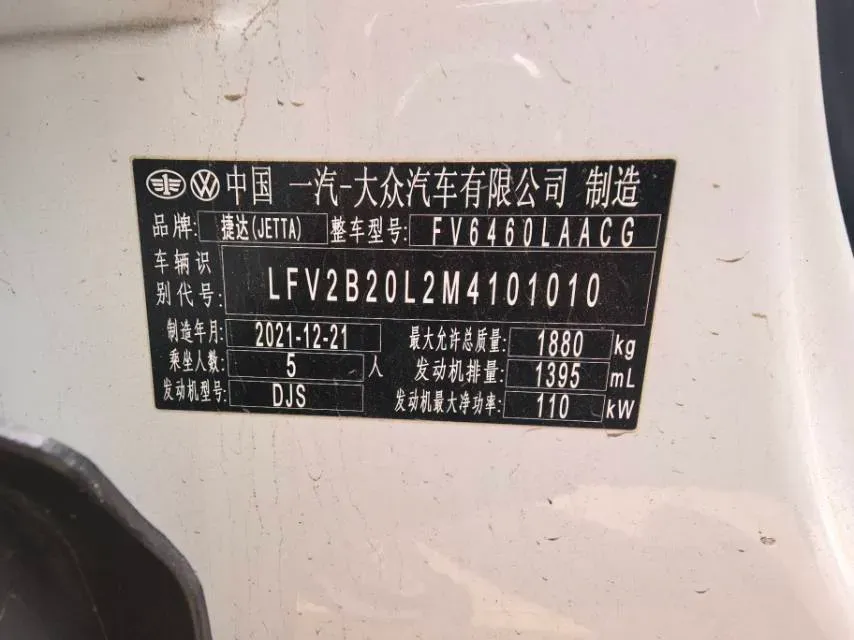 中国 一汽-大众汽车有限公司 制造
品牌: 捷达(JETTA) 整车型号: FV6460LAACG
车辆识别代号: LFV2B20L2M4101010
制造年月: 2021-12-21 最大允许总质量: 1880 kg
乘坐人数: 5 人 发动机排量: 1395 mL
发动机型号: DJS 发动机最大净功率: 110 kW